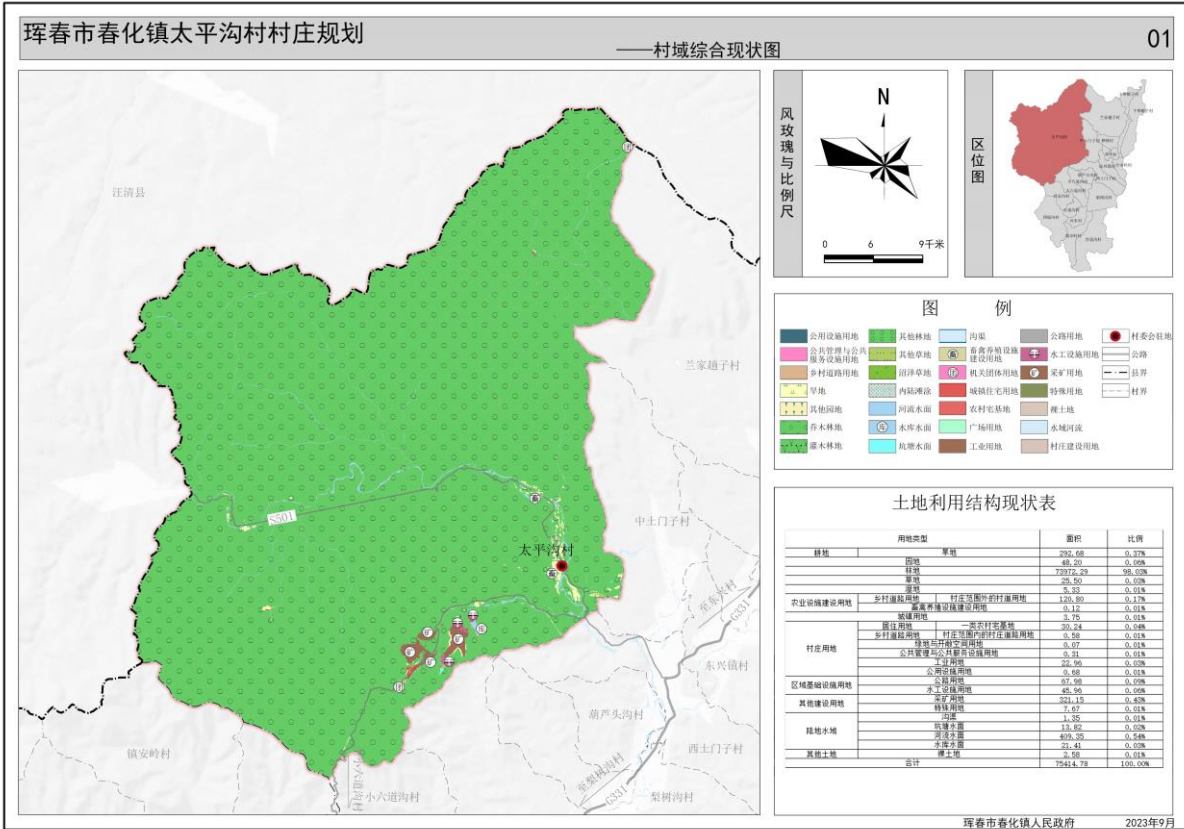 珲春市春化镇太平沟村村庄规划
——村域综合现状图
01
汪清县
兰家趟子村
中土门子村
太平沟村
S501
至东兴村
G331
东兴镇村
葫芦头沟村
西土门子村
镇安岭村
小六道沟村
至梨树沟村
G331
梨树沟村
风玫瑰与比例尺
N
0 6 9千米
区位图
图 例
公用设施用地
其他林地
沟渠
公路用地
村委会驻地
公共管理与公共服务设施用地
其他草地
畜禽养殖设施建设用地
水工设施用地
公路
乡村道路用地
沼泽草地
机关团体用地
采矿用地
县界
旱地
内陆滩涂
城镇住宅用地
特殊用地
村界
其他园地
河流水面
农村宅基地
裸土地
乔木林地
水库水面
广场用地
水域河流
灌木林地
坑塘水面
工业用地
村庄建设用地
土地利用结构现状表
用地类型 面积 比例
耕地 旱地 292.68 0.37%
园地 48.20 0.06%
林地 73972.29 98.03%
草地 25.50 0.03%
湿地 5.33 0.01%
农业设施建设用地 乡村道路用地 村庄范围外的村道用地 120.80 0.17%
畜禽养殖设施建设用地 0.12 0.01%
城镇用地 3.75 0.01%
村庄用地 居住用地 一类农村宅基地 30.24 0.04%
乡村道路用地 村庄范围内的村庄道路用地 0.58 0.01%
绿地与开敞空间用地 0.07 0.01%
公共管理与公共服务设施用地 0.31 0.01%
工业用地 22.96 0.03%
公用设施用地 0.68 0.01%
区域基础设施用地 公路用地 67.98 0.09%
水工设施用地 45.96 0.06%
其他建设用地 采矿用地 321.15 0.43%
特殊用地 7.67 0.01%
陆地水域 沟渠 1.35 0.01%
坑塘水面 13.82 0.02%
河流水面 409.35 0.54%
水库水面 21.41 0.03%
其他土地 裸土地 2.58 0.01%
合计 75414.78 100.00%
珲春市春化镇人民政府 2023年9月